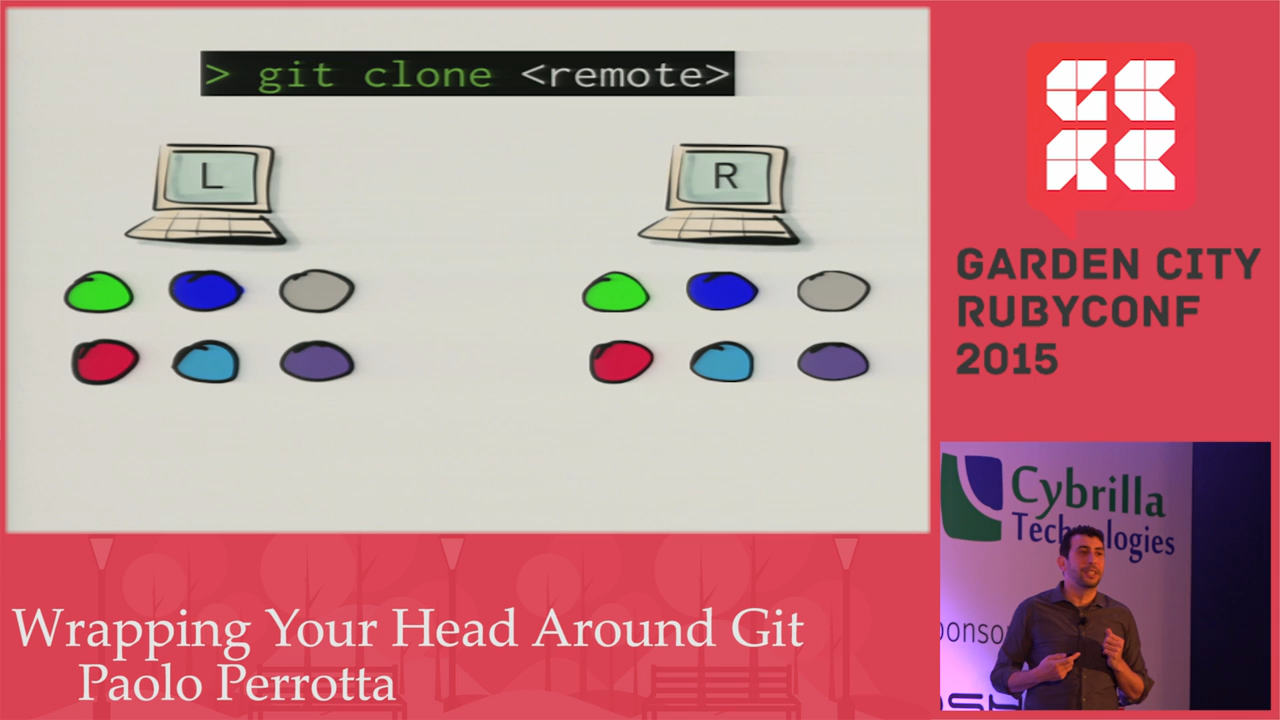 > git clone <remote>
L
R
GARDEN CITY
RUBYCONF
2015
Cybrilla
Technologies
Wrapping Your Head Around Git
Paolo Perrotta